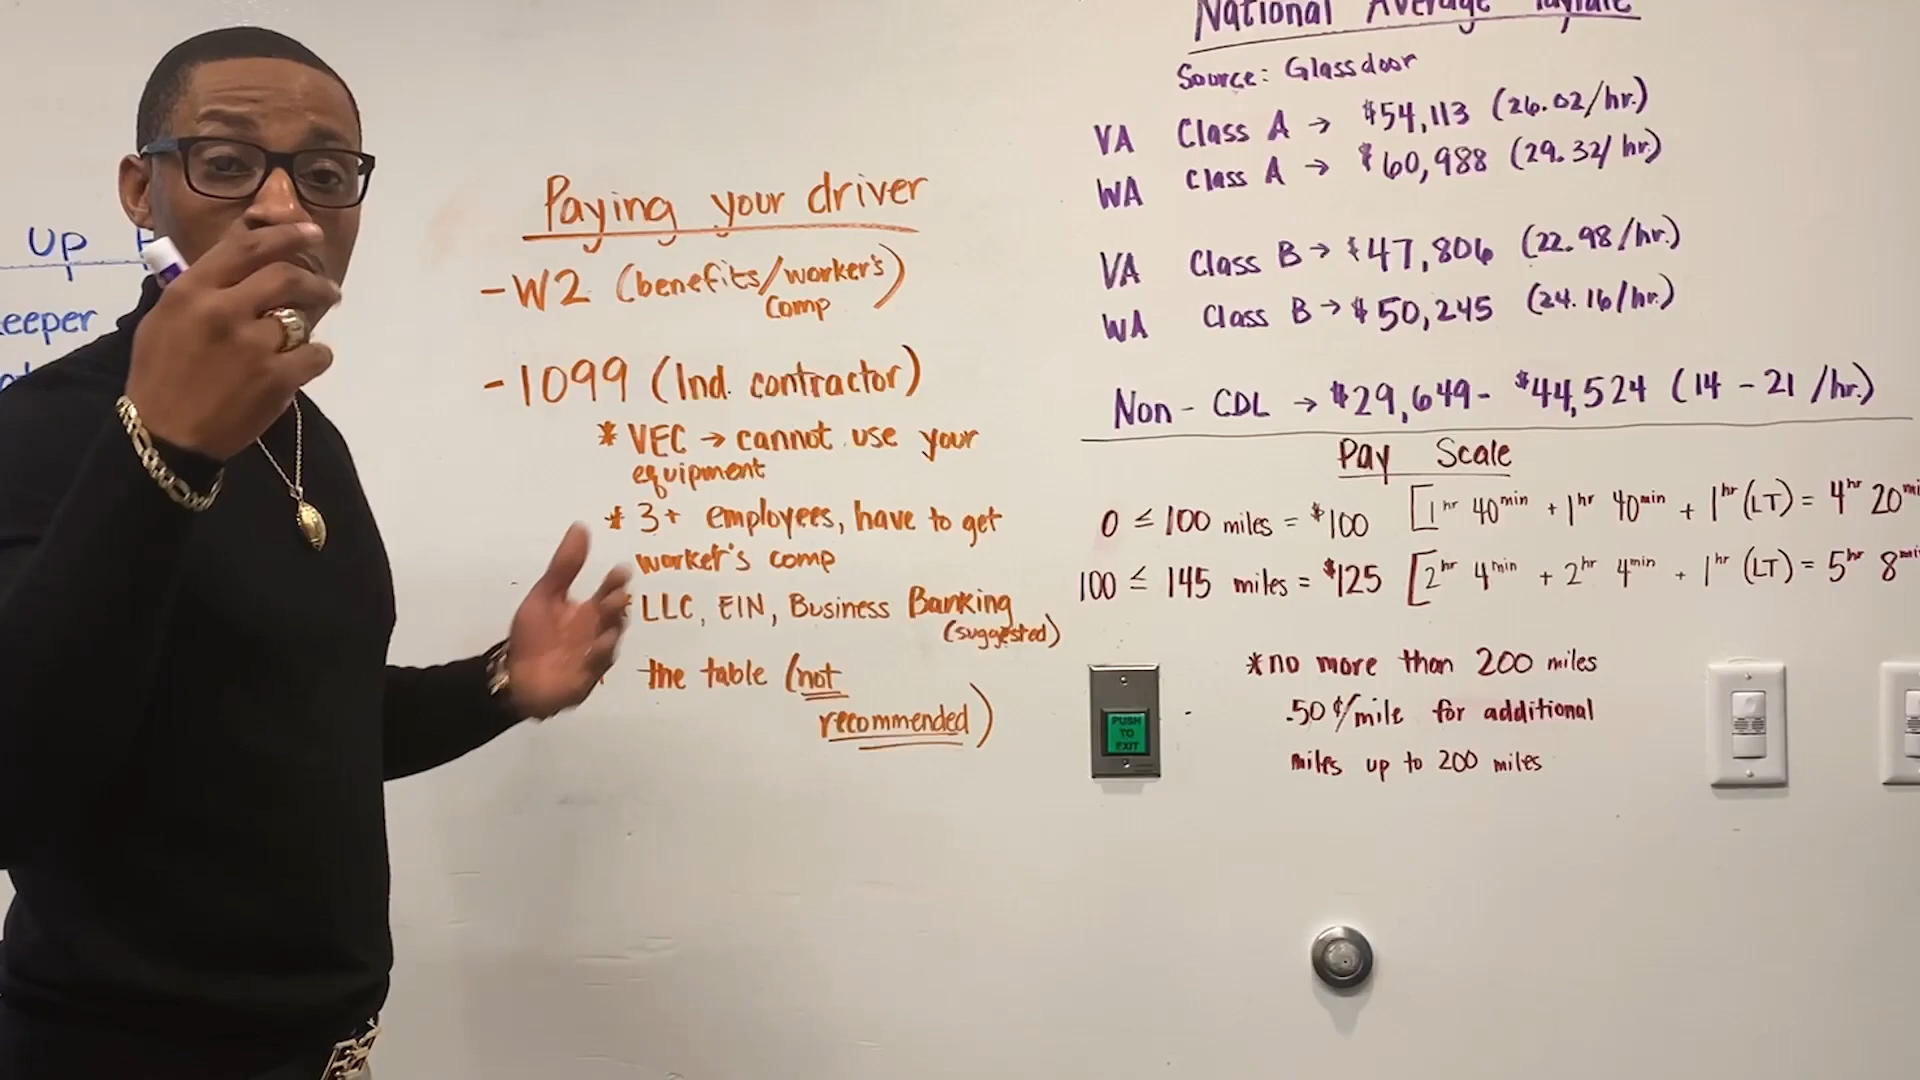 UP
eeper
Paying your driver
- W2 (benefits/worker's comp)
- 1099 (Ind. contractor)
* VEC → cannot use your
equipment
* 3+ employees, have to get
worker's comp
* LLC, EIN, Business Banking
(suggested)
the table (not
recommended)
National Average Payrate
Source: Glassdoor
VA Class A → $54,113 (26.02/hr.)
WA Class A → $60,988 (29.32/hr.)
VA Class B → $47,806 (22.98/hr.)
WA Class B → $50,245 (24.16/hr.)
Non-CDL → $29,649- $44,524 (14-21/hr.)
Pay Scale
0 ≤ 100 miles = $100 [1hr 40min + 1hr 40min + 1hr (LT) = 4hr 20mi
100 ≤ 145 miles = $125 [2hr 4min + 2hr 4min + 1hr (LT) = 5hr 8mi
*no more than 200 miles
.50¢/mile for additional
miles up to 200 miles
PUSH
TO
EXIT